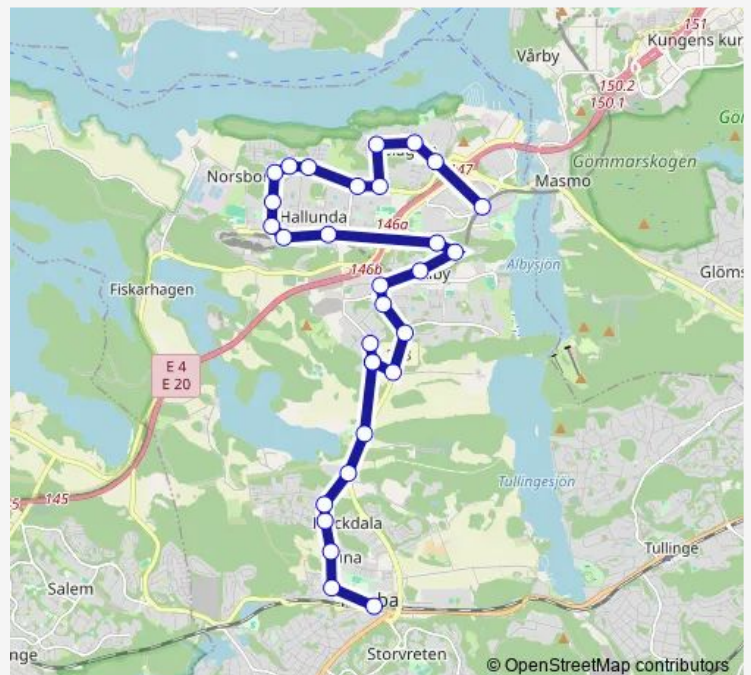 151
Kungens kur
Vårby
150.2
150.1
Gömmarskogen
147
Masmo
Norsbo
Hallunda
146a
146b
Albysjön
Glöms
Fiskarhagen
E 4
E 20
145
Tullingesjön
Tullinge
Salem
Storvreten
© OpenStreetMap contributors